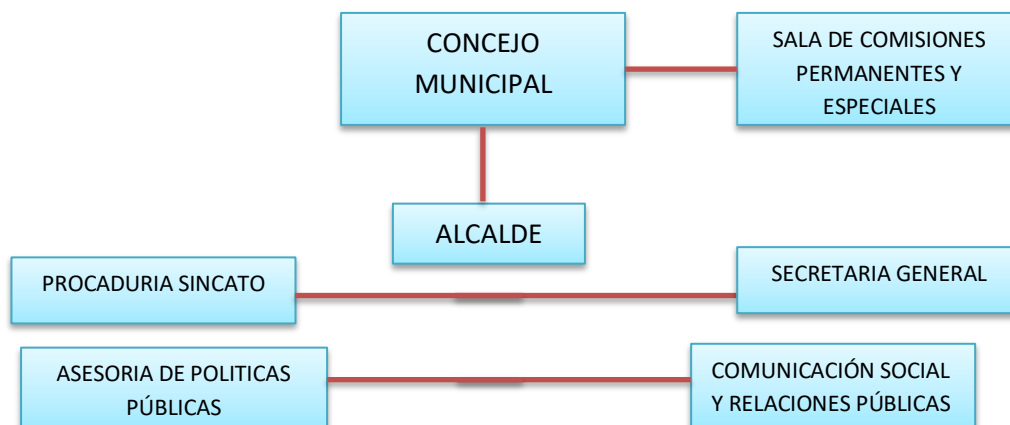 CONCEJO
MUNICIPAL
SALA DE COMISIONES
PERMANENTES Y
ESPECIALES
ALCALDE
PROCADURIA SINCATO
SECRETARIA GENERAL
ASESORIA DE POLITICAS
PÚBLICAS
COMUNICACIÓN SOCIAL
Y RELACIONES PÚBLICAS